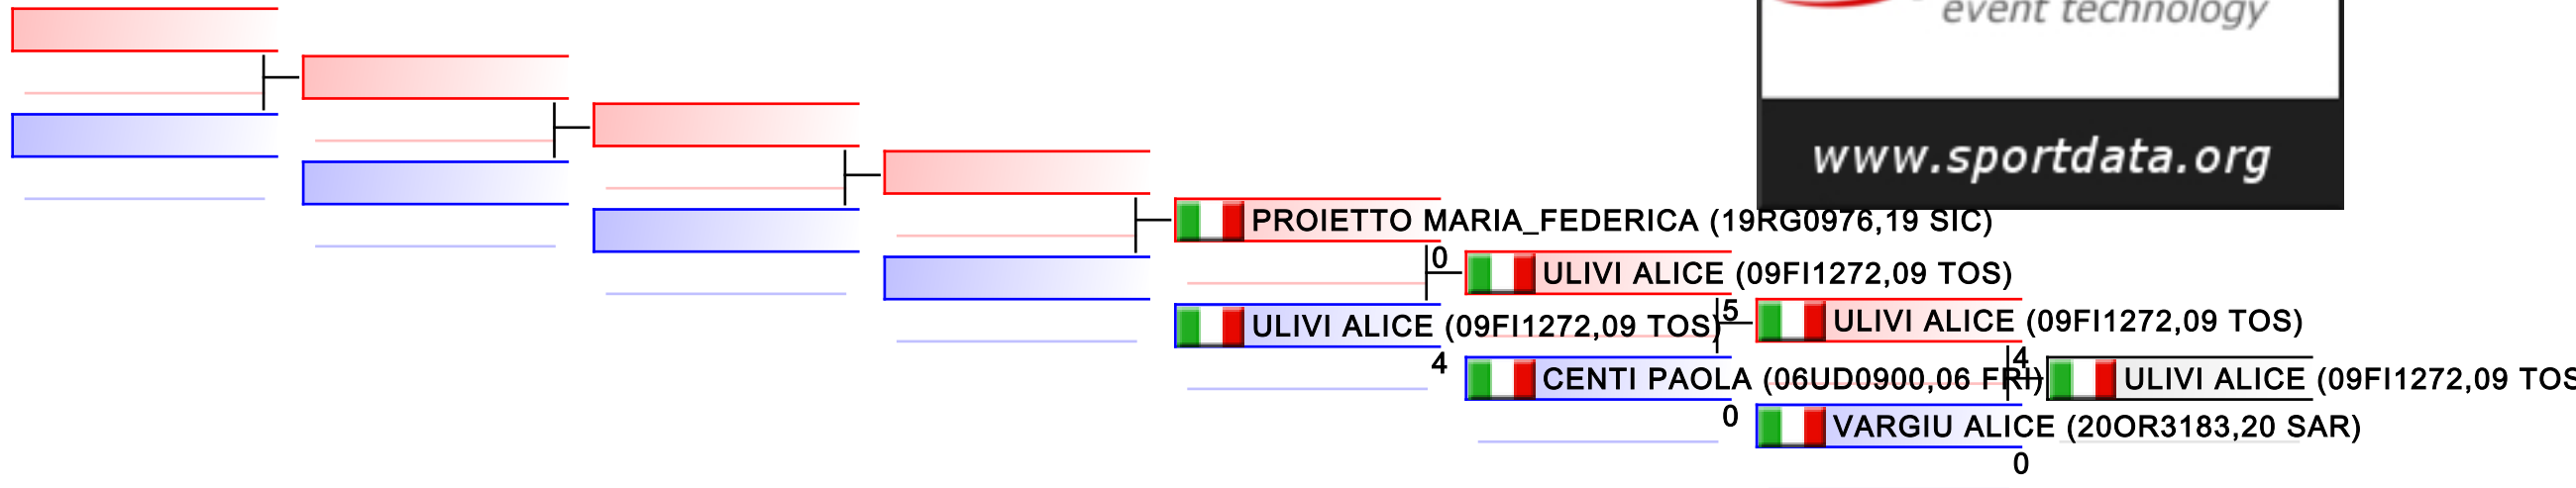 event technology
www.sportdata.org
PROIETTO MARIA_FEDERICA (19RG0976,19 SIC)
0
ULIVI ALICE (09FI1272,09 TOS)
5
ULIVI ALICE (09FI1272,09 TOS)
ULIVI ALICE (09FI1272,09 TOS)
4
4
CENTI PAOLA (06UD0900,06 FRI)
ULIVI ALICE (09FI1272,09 TOS
0
VARGIU ALICE (20OR3183,20 SAR)
0